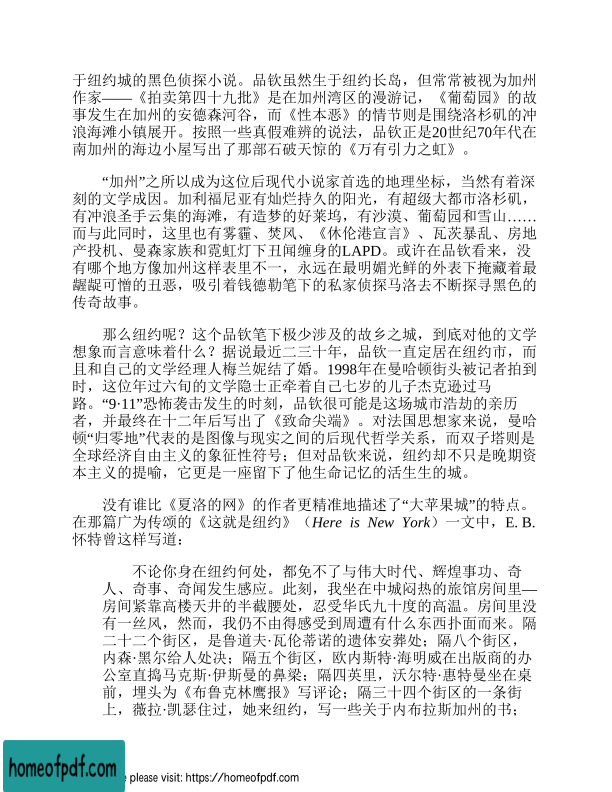 于纽约城的黑色侦探小说。品钦虽然生于纽约长岛，但常常被视为加州
作家——《拍卖第四十九批》是在加州湾区的漫游记，《葡萄园》的故
事发生在加州的安德森河谷，而《性本恶》的情节则是围绕洛杉矶的冲
浪海滩小镇展开。按照一些真假难辨的说法，品钦正是20世纪70年代在
南加州的海边小屋写出了那部石破天惊的《万有引力之虹》。
“加州”之所以成为这位后现代小说家首选的地理坐标，当然有着深
刻的文学成因。加利福尼亚有灿烂持久的阳光，有超级大都市洛杉矶，
有冲浪圣手云集的海滩，有造梦的好莱坞，有沙漠、葡萄园和雪山……
而与此同时，这里也有雾霾、焚风、《休伦港宣言》、瓦茨暴乱、房地
产投机、曼森家族和霓虹灯下丑闻缠身的LAPD。或许在品钦看来，没
有哪个地方像加州这样表里不一，永远在最明媚光鲜的外表下掩藏着最
龌龊可憎的丑恶，吸引着钱德勒笔下的私家侦探马洛去不断探寻黑色的
传奇故事。
那么纽约呢？这个品钦笔下极少涉及的故乡之城，到底对他的文学
想象而言意味着什么？据说最近二三十年，品钦一直定居在纽约市，而
且和自己的文学经理人梅兰妮结了婚。1998年在曼哈顿街头被记者拍到
时，这位年过六旬的文学隐士正牵着自己七岁的儿子杰克逊过马
路。“9·11”恐怖袭击发生的时刻，品钦很可能是这场城市浩劫的亲历
者，并最终在十二年后写出了《致命尖端》。对法国思想家来说，曼哈
顿“归零地”代表的是图像与现实之间的后现代哲学关系，而双子塔则是
全球经济自由主义的象征性符号；但对品钦来说，纽约却不只是晚期资
本主义的提喻，它更是一座留下了他生命记忆的活生生的城。
没有谁比《夏洛的网》的作者更精准地描述了“大苹果城”的特点。
在那篇广为传颂的《这就是纽约》（Here is New York）一文中，E. B.
怀特曾这样写道：
不论你身在纽约何处，都免不了与伟大时代、辉煌事功、奇
人、奇事、奇闻发生感应。此刻，我坐在中城闷热的旅馆房间里—
房间紧靠高楼天井的半截腰处，忍受华氏九十度的高温。房间里没
有一丝风，然而，我仍不由得感受到周遭有什么东西扑面而来。隔
二十二个街区，是鲁道夫·瓦伦蒂诺的遗体安葬处；隔八个街区，
内森·黑尔给人处决；隔五个街区，欧内斯特·海明威在出版商的办
公室直捣马克斯·伊斯曼的鼻梁；隔四英里，沃尔特·惠特曼坐在桌
前，埋头为《布鲁克林鹰报》写评论；隔三十四个街区的一条街
上，薇拉·凯瑟住过，她来纽约，写一些关于内布拉斯加州的书；
homeofpdf.com
e please visit: https://homeofpdf.com